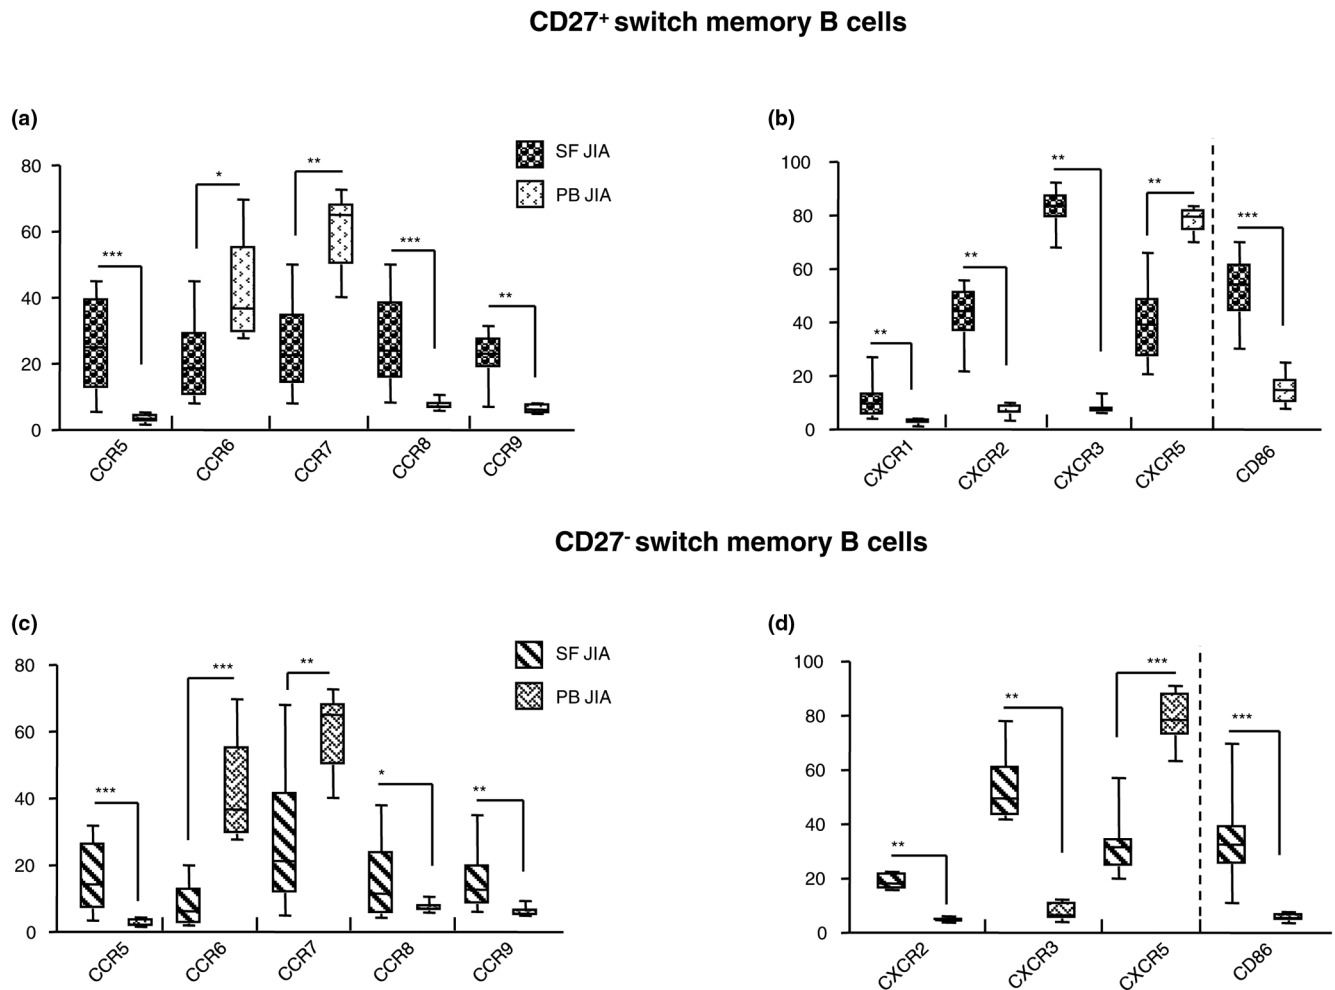 CD27+ switch memory B cells
(a)
SF JIA
PB JIA
80
60
40
20
0
***
*
**
***
**
CCR5
CCR6
CCR7
CCR8
CCR9
(b)
100
80
60
40
20
0
**
**
**
**
***
CXCR1
CXCR2
CXCR3
CXCR5
CD86
CD27- switch memory B cells
(c)
SF JIA
PB JIA
80
60
40
20
0
***
***
**
*
**
CCR5
CCR6
CCR7
CCR8
CCR9
(d)
100
80
60
40
20
0
**
**
***
***
CXCR2
CXCR3
CXCR5
CD86